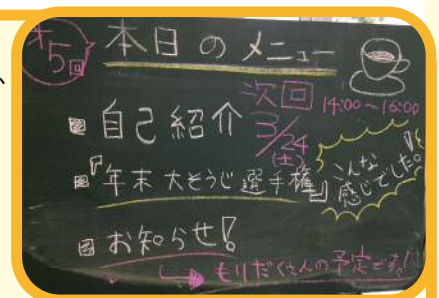 第5回
本日のメニュー
自己紹介
次回
3/24
(土)
14:00～16:00
『年末大そうじ選手権』
こんな
感じでした。
お知らせ!
もりだくさんの予定です!